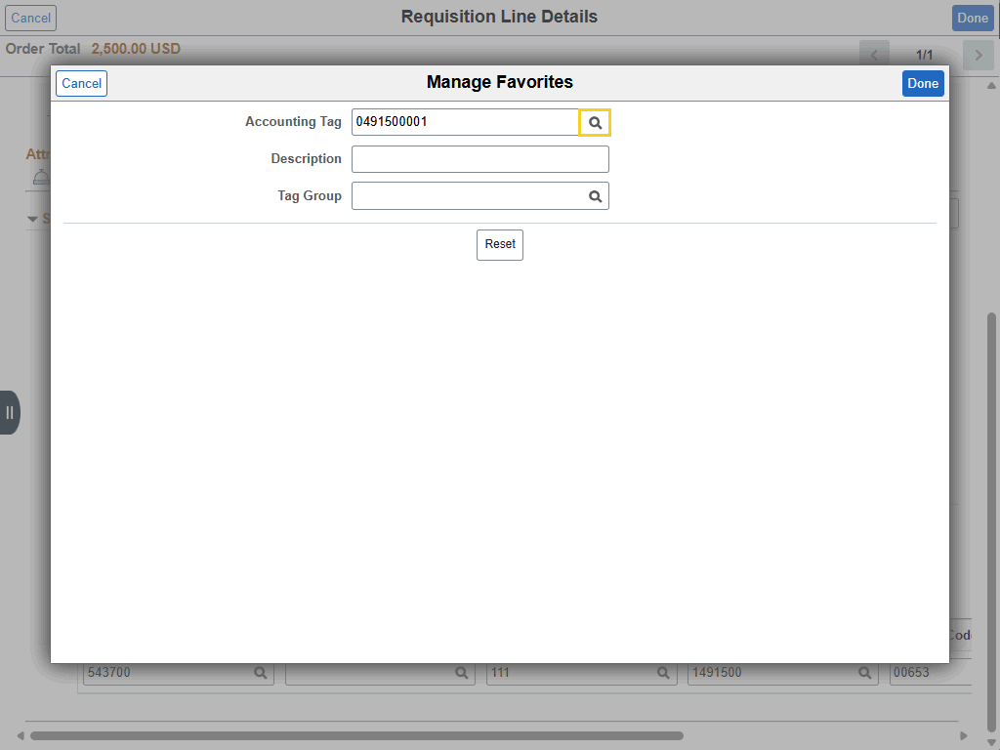 Cancel Requisition Line Details Done
Order Total 2,500.00 USD 1/1
Cancel Manage Favorites Done
Accounting Tag 0491500001
Description
Attr
Tag Group
S
Reset
Code
543700 111 1491500 00653